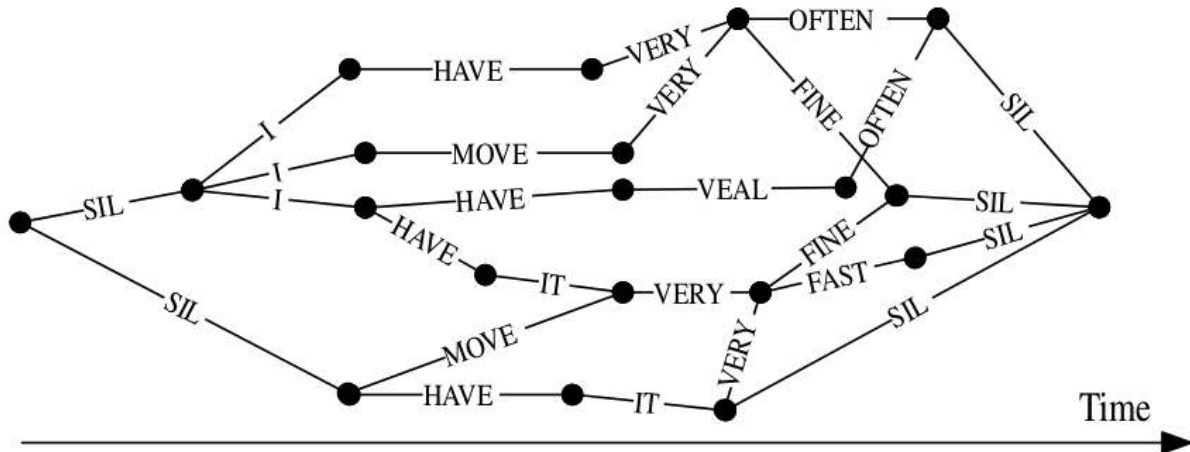 OFTEN
VERY
HAVE
VERY
FINE
OFTEN
SIL
I
I
MOVE
SIL
I
HAVE
VEAL
SIL
HAVE
FINE
SIL
IT
VERY
FAST
SIL
MOVE
VERY
SIL
HAVE
IT
Time